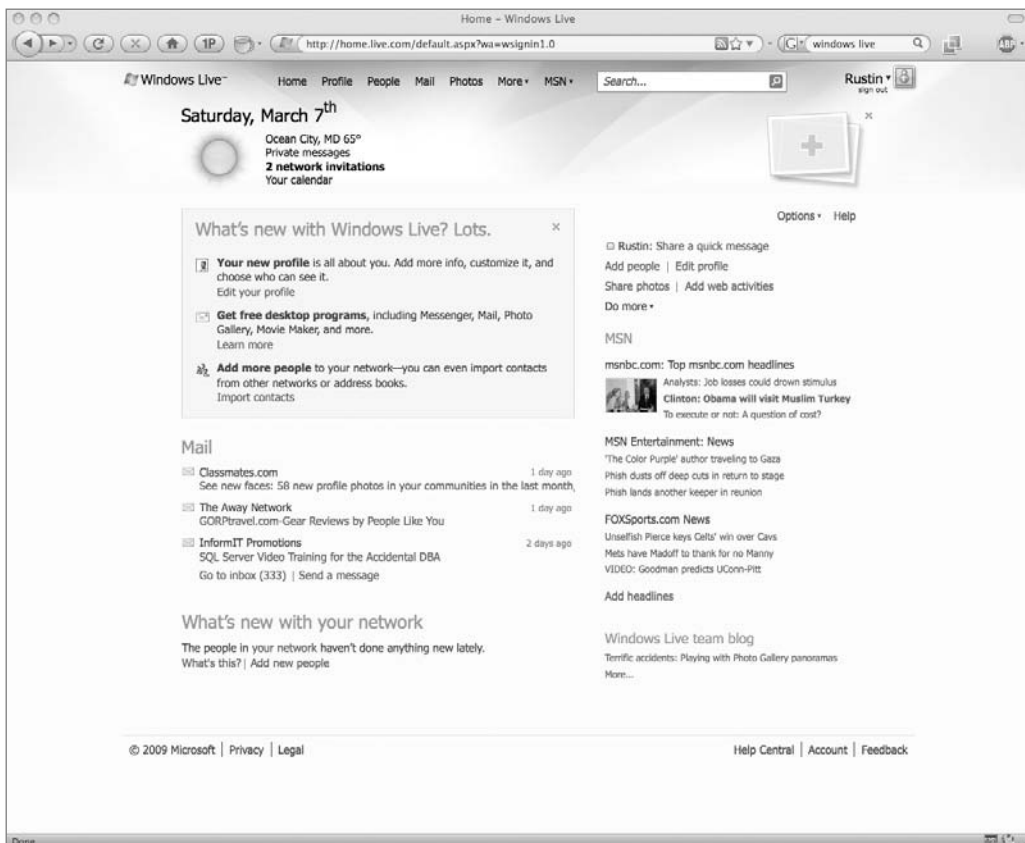 Home – Windows Live
1P
http://home.live.com/default.aspx?wa=wsignin1.0
G
windows live
ABP
Windows Live™
Home Profile People Mail Photos More MSN
Search...
Rustin
sign out
Saturday, March 7th
Ocean City, MD 65°
Private messages
2 network invitations
Your calendar
Options Help
What's new with Windows Live? Lots.
Your new profile is all about you. Add more info, customize it, and
choose who can see it.
Edit your profile
Get free desktop programs, including Messenger, Mail, Photo
Gallery, Movie Maker, and more.
Learn more
Add more people to your network—you can even import contacts
from other networks or address books.
Import contacts
Mail
Classmates.com 1 day ago
See new faces: 58 new profile photos in your communities in the last month,
The Away Network 1 day ago
GORPtravel.com-Gear Reviews by People Like You
InformIT Promotions 2 days ago
SQL Server Video Training for the Accidental DBA
Go to inbox (333) | Send a message
What's new with your network
The people in your network haven't done anything new lately.
What's this? | Add new people
Rustin: Share a quick message
Add people | Edit profile
Share photos | Add web activities
Do more
MSN
msnbc.com: Top msnbc.com headlines
Analysts: Job losses could drown stimulus
Clinton: Obama will visit Muslim Turkey
To execute or not: A question of cost?
MSN Entertainment: News
'The Color Purple' author traveling to Gaza
Phish dusts off deep cuts in return to stage
Phish lands another keeper in reunion
FOXSports.com News
Unselfish Pierce keys Celts' win over Cavs
Mets have Madoff to thank for no Manny
VIDEO: Goodman predicts UConn-Pitt
Add headlines
Windows Live team blog
Terrific accidents: Playing with Photo Gallery panoramas
More...
© 2009 Microsoft | Privacy | Legal
Help Central | Account | Feedback
Done